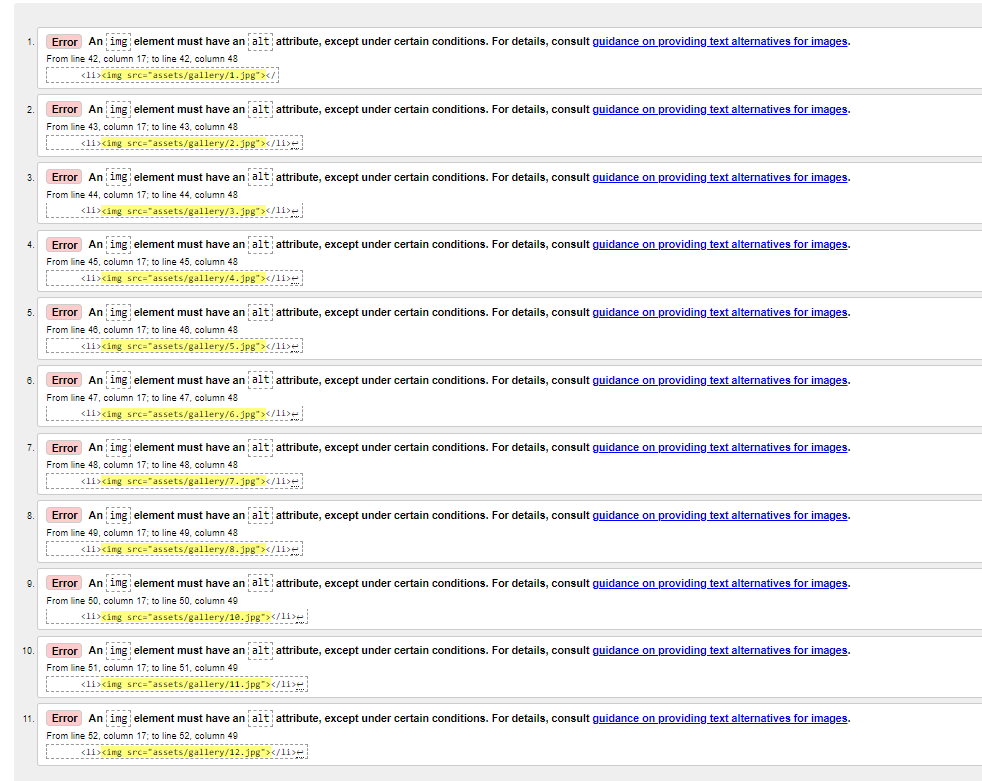 1. Error An img element must have an alt attribute, except under certain conditions. For details, consult guidance on providing text alternatives for images.
From line 42, column 17; to line 42, column 48
<li><img src="assets/gallery/1.jpg"></
2. Error An img element must have an alt attribute, except under certain conditions. For details, consult guidance on providing text alternatives for images.
From line 43, column 17; to line 43, column 48
<li><img src="assets/gallery/2.jpg"></li>↩
3. Error An img element must have an alt attribute, except under certain conditions. For details, consult guidance on providing text alternatives for images.
From line 44, column 17; to line 44, column 48
<li><img src="assets/gallery/3.jpg"></li>↩
4. Error An img element must have an alt attribute, except under certain conditions. For details, consult guidance on providing text alternatives for images.
From line 45, column 17; to line 45, column 48
<li><img src="assets/gallery/4.jpg"></li>↩
5. Error An img element must have an alt attribute, except under certain conditions. For details, consult guidance on providing text alternatives for images.
From line 46, column 17; to line 46, column 48
<li><img src="assets/gallery/5.jpg"></li>↩
6. Error An img element must have an alt attribute, except under certain conditions. For details, consult guidance on providing text alternatives for images.
From line 47, column 17; to line 47, column 48
<li><img src="assets/gallery/6.jpg"></li>↩
7. Error An img element must have an alt attribute, except under certain conditions. For details, consult guidance on providing text alternatives for images.
From line 48, column 17; to line 48, column 48
<li><img src="assets/gallery/7.jpg"></li>↩
8. Error An img element must have an alt attribute, except under certain conditions. For details, consult guidance on providing text alternatives for images.
From line 49, column 17; to line 49, column 48
<li><img src="assets/gallery/8.jpg"></li>↩
9. Error An img element must have an alt attribute, except under certain conditions. For details, consult guidance on providing text alternatives for images.
From line 50, column 17; to line 50, column 49
<li><img src="assets/gallery/10.jpg"></li>↩
10. Error An img element must have an alt attribute, except under certain conditions. For details, consult guidance on providing text alternatives for images.
From line 51, column 17; to line 51, column 49
<li><img src="assets/gallery/11.jpg"></li>↩
11. Error An img element must have an alt attribute, except under certain conditions. For details, consult guidance on providing text alternatives for images.
From line 52, column 17; to line 52, column 49
<li><img src="assets/gallery/12.jpg"></li>↩